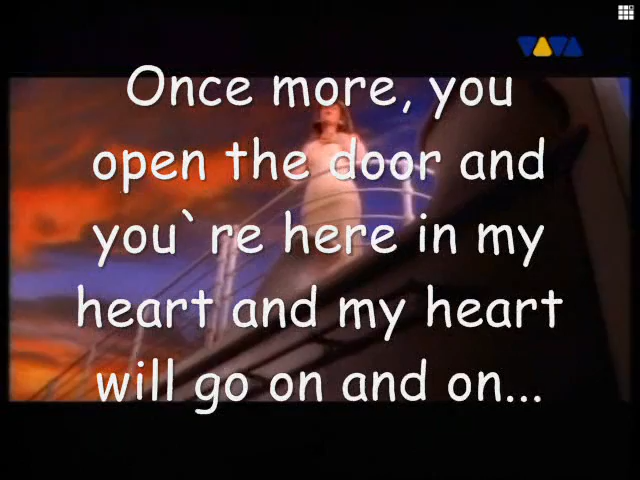 VIVA
Once more, you
open the door and
you`re here in my
heart and my heart
will go on and on...